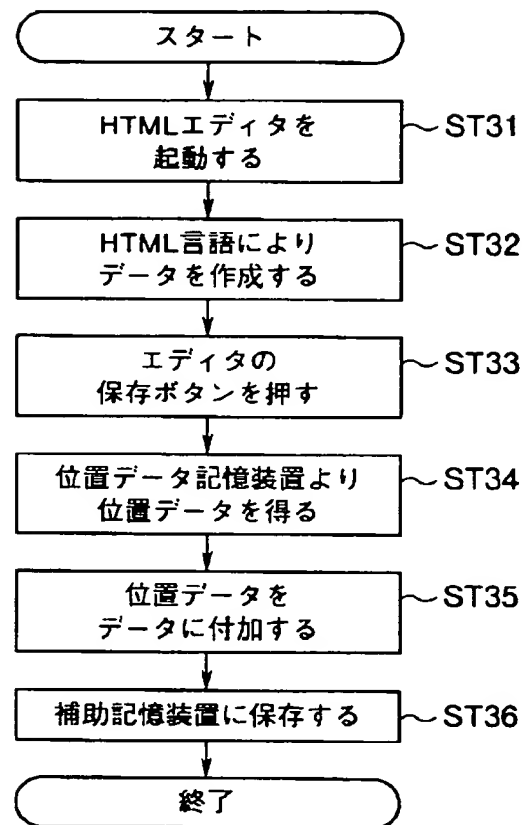 スタート
HTMLエディタを
起動する
ST31
HTML言語により
データを作成する
ST32
エディタの
保存ボタンを押す
ST33
位置データ記憶装置より
位置データを得る
ST34
位置データを
データに付加する
ST35
補助記憶装置に保存する
ST36
終了